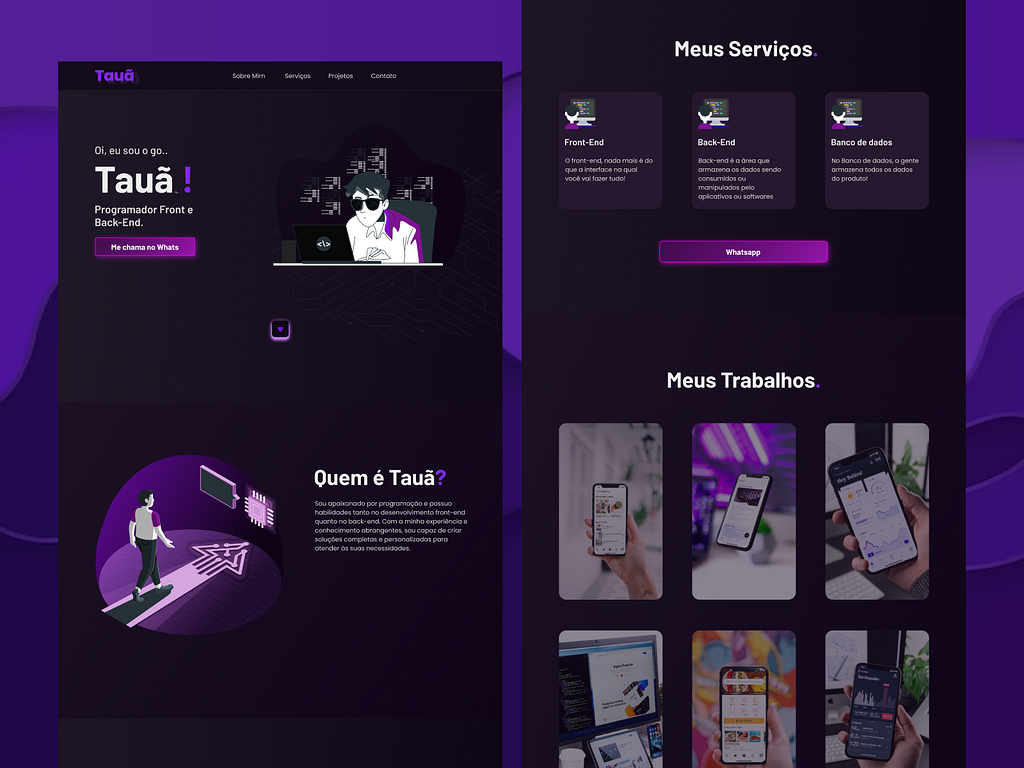 Tauã
Sobre Mim
Serviços
Projetos
Contato
Oi, eu sou o go..
Tauã !
Programador Front e
Back-End.
Me chama no Whats
</>
Quem é Tauã?
Sou apaixonado por programação e possuo
habilidades tanto no desenvolvimento front-end
quanto no back-end. Com a minha experiência e
conhecimento abrangentes, sou capaz de criar
soluções completas e personalizadas para
atender às suas necessidades.
Meus Serviços.
Front-End
O front-end, nada mais é do
que a interface na qual
você vai fazer tudo!
Back-End
Back-end é a área que
armazena os dados sendo
consumidos ou
manipulados pelo
aplicativos ou softwares
Banco de dados
No Banco de dados, a gente
armazena todos os dados
do produto!
Whatsapp
Meus Trabalhos.